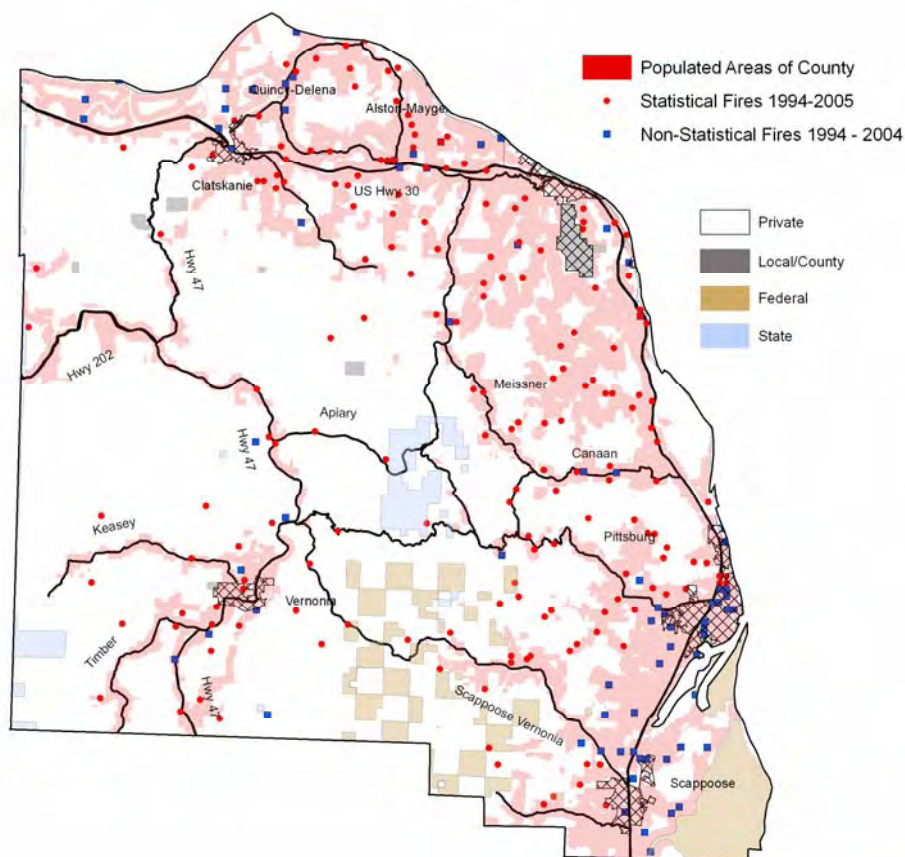 Populated Areas of County
Statistical Fires 1994-2005
Non-Statistical Fires 1994 - 2004
Private
Local/County
Federal
State
Quincy-Delena
Alston-Mayger
Clatskanie
US Hwy 30
Hwy 47
Hwy 202
Meissner
Apiary
Hwy 47
Canaan
Keasey
Pittsburg
Vernonia
Timber
Hwy 47
Scappoose Vernonia
Scappoose